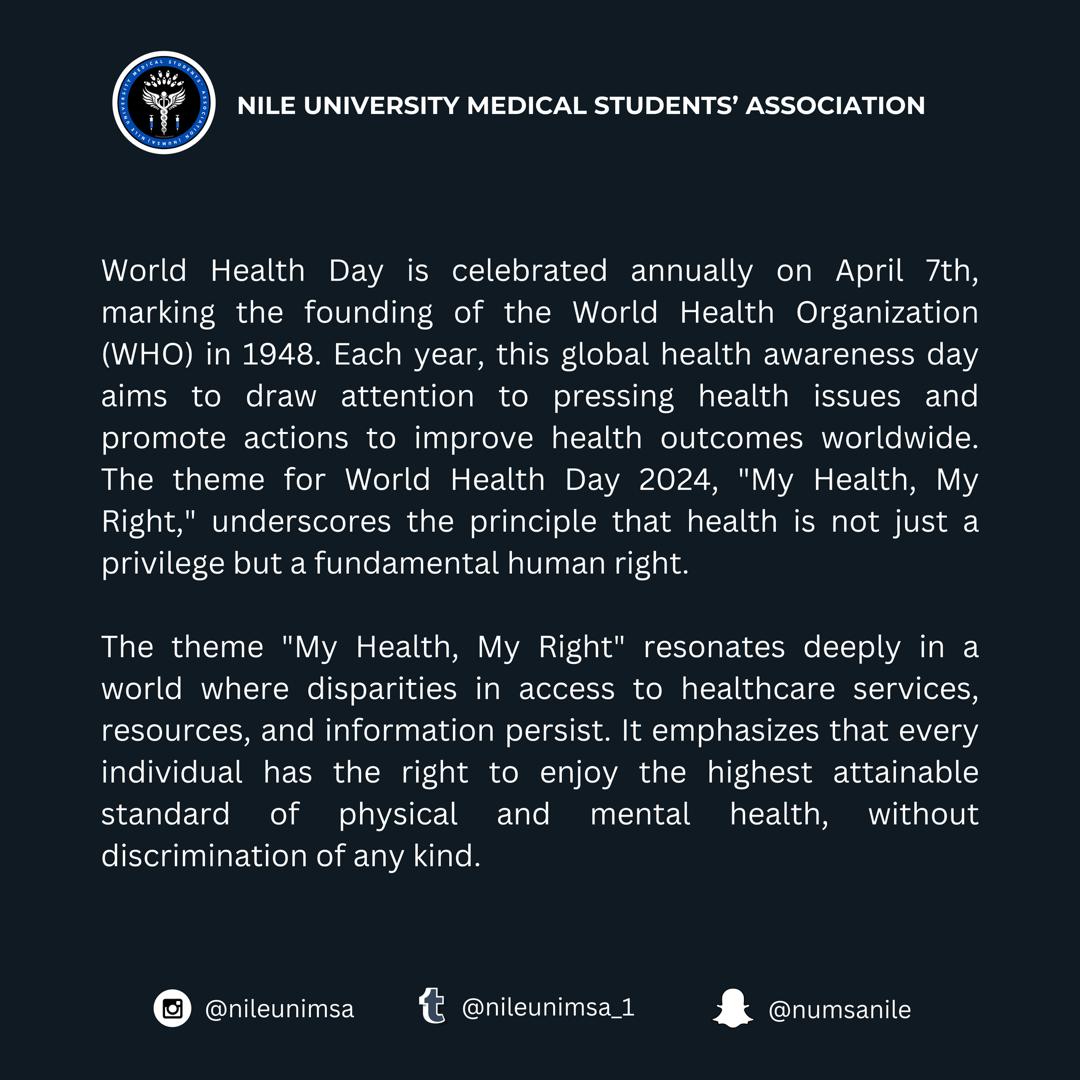 NILE UNIVERSITY MEDICAL STUDENTS' ASSOCIATION (NUMSA)
NILE UNIVERSITY MEDICAL STUDENTS’ ASSOCIATION
World Health Day is celebrated annually on April 7th,
marking the founding of the World Health Organization
(WHO) in 1948. Each year, this global health awareness day
aims to draw attention to pressing health issues and
promote actions to improve health outcomes worldwide.
The theme for World Health Day 2024, "My Health, My
Right," underscores the principle that health is not just a
privilege but a fundamental human right.
The theme "My Health, My Right" resonates deeply in a
world where disparities in access to healthcare services,
resources, and information persist. It emphasizes that every
individual has the right to enjoy the highest attainable
standard of physical and mental health, without
discrimination of any kind.
@nileunimsa
@nileunimsa_1
@numsanile